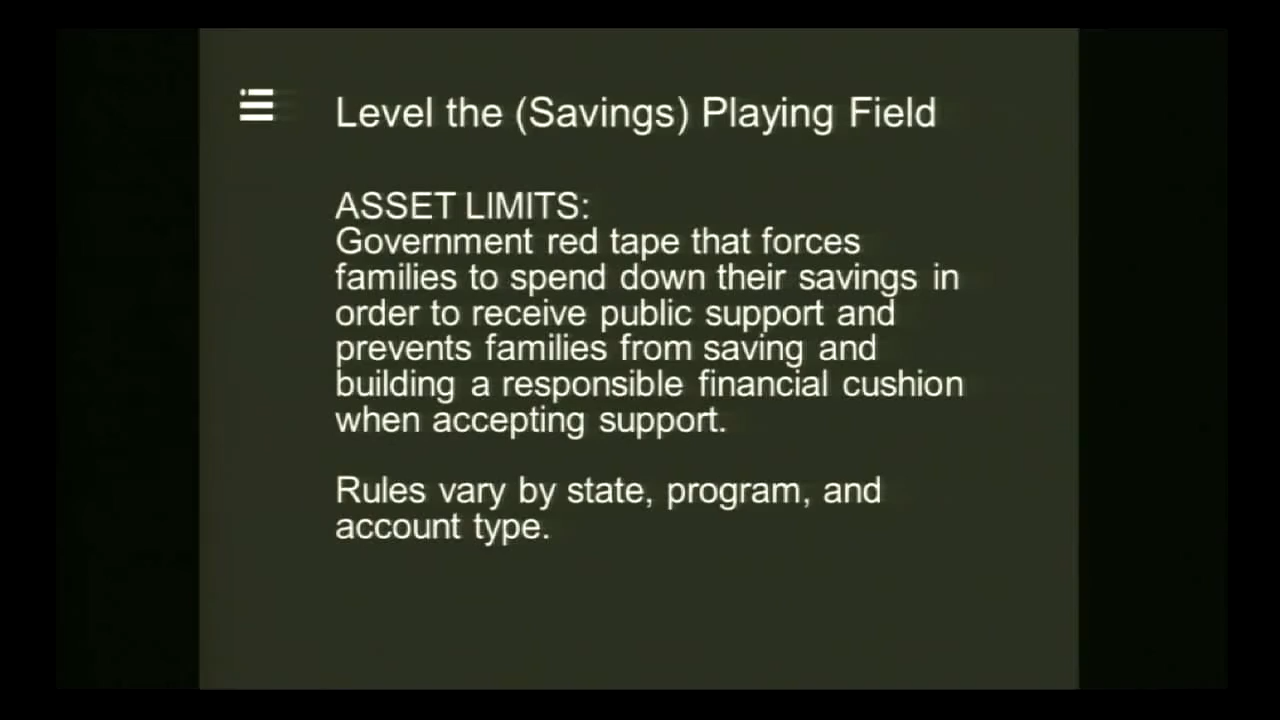 Level the (Savings) Playing Field
ASSET LIMITS:
Government red tape that forces
families to spend down their savings in
order to receive public support and
prevents families from saving and
building a responsible financial cushion
when accepting support.
Rules vary by state, program, and
account type.